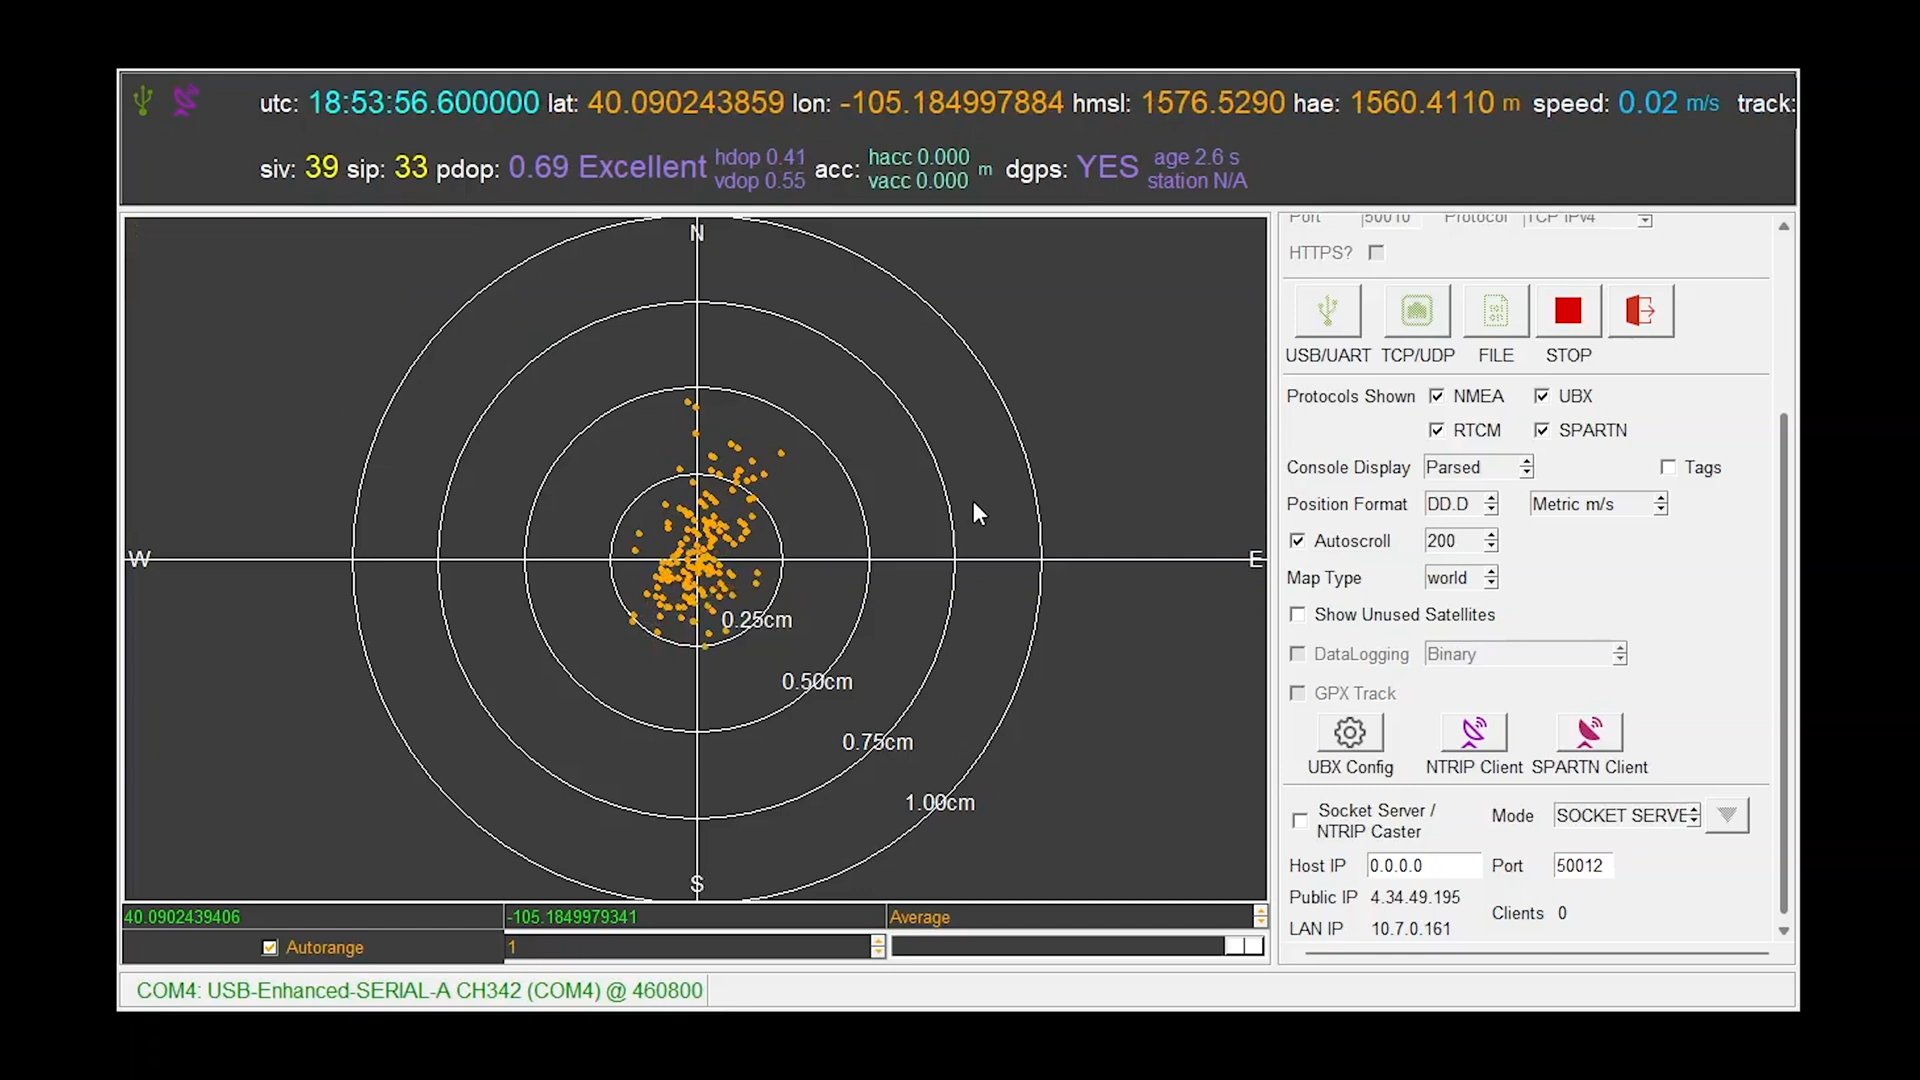 utc: 18:53:56.600000 lat: 40.090243859 lon: -105.184997884 hmsl: 1576.5290 hae: 1560.4110 m speed: 0.02 m/s track:
siv: 39 sip: 33 pdop: 0.69 Excellent hdop 0.41 vdop 0.55 acc: hacc 0.000 vacc 0.000 m dgps: YES age 2.6 s station N/A
N
W
E
S
0.25cm
0.50cm
0.75cm
1.00cm
40.0902439406 -105.1849979341 Average
Autorange 1
Port 50010 Protocol TCP IPv4
HTTPS?
USB/UART TCP/UDP FILE STOP
Protocols Shown NMEA UBX
RTCM SPARTN
Console Display Parsed Tags
Position Format DD.D Metric m/s
Autoscroll 200
Map Type world
Show Unused Satellites
DataLogging Binary
GPX Track
UBX Config NTRIP Client SPARTN Client
Socket Server /
NTRIP Caster
Mode SOCKET SERVE
Host IP 0.0.0.0 Port 50012
Public IP 4.34.49.195
Clients 0
LAN IP 10.7.0.161
COM4: USB-Enhanced-SERIAL-A CH342 (COM4) @ 460800